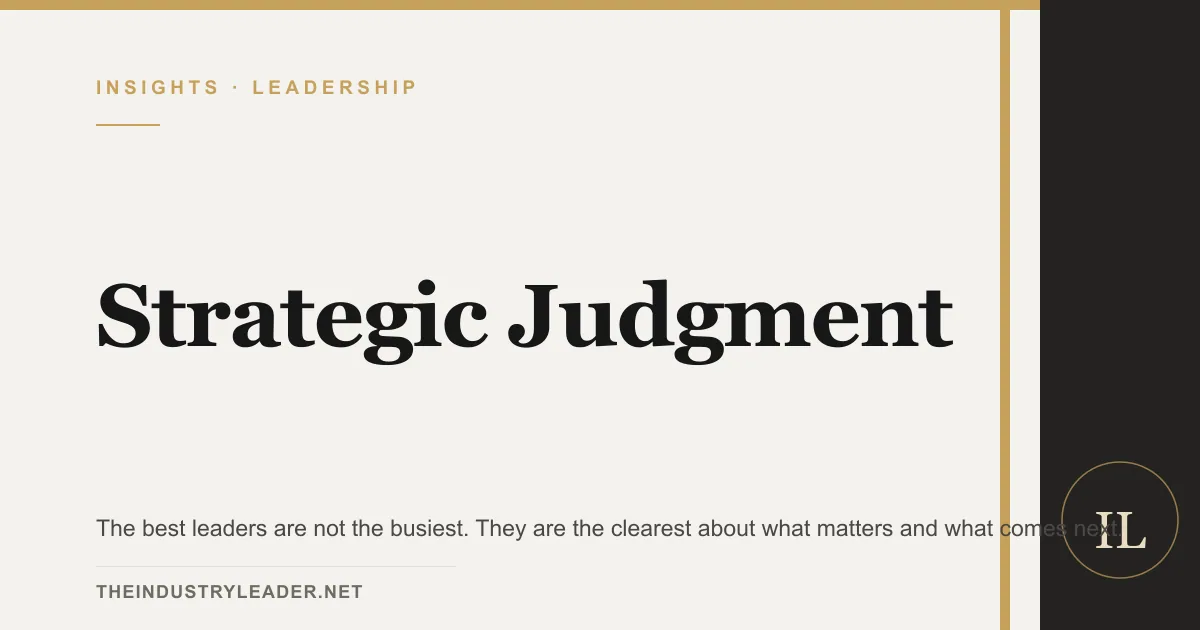 INSIGHTS · LEADERSHIP
Strategic Judgment
The best leaders are not the busiest. They are the clearest about what matters and what comes next.
IL
THEINDUSTRYLEADER.NET